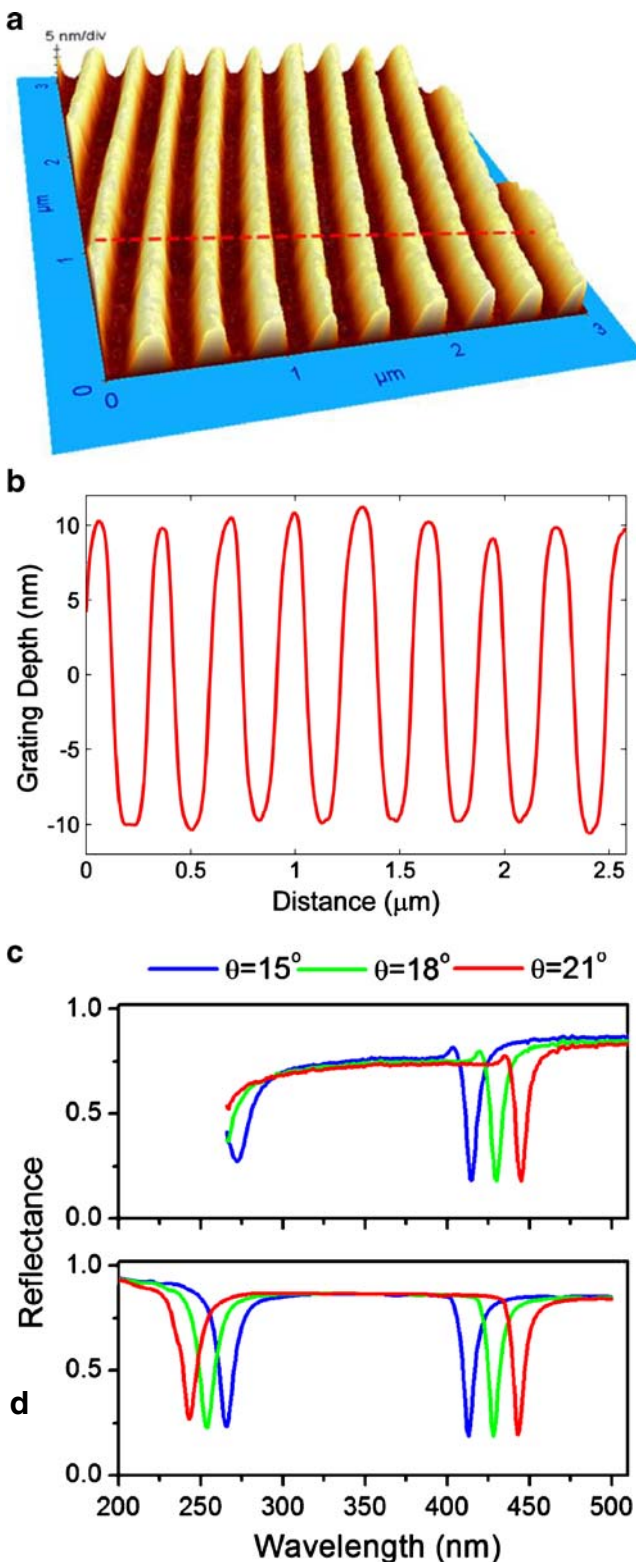 a
5 nm/div
3
2
μm
1
0
0
1
μm
2
3
b
10
5
0
-5
-10
Grating Depth (nm)
0
0.5
1
1.5
2
2.5
Distance (μm)
c
θ=15° θ=18° θ=21°
1.0
0.5
0.0
Reflectance
1.0
0.5
0.0
d
200 250 300 350 400 450 500
Wavelength (nm)